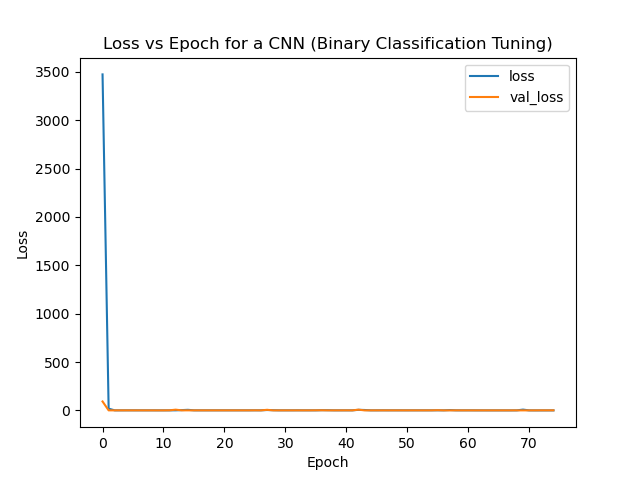 Loss vs Epoch for a CNN (Binary Classification Tuning)
loss
val_loss
3500
3000
2500
2000
1500
1000
500
0
Loss
0 10 20 30 40 50 60 70
Epoch